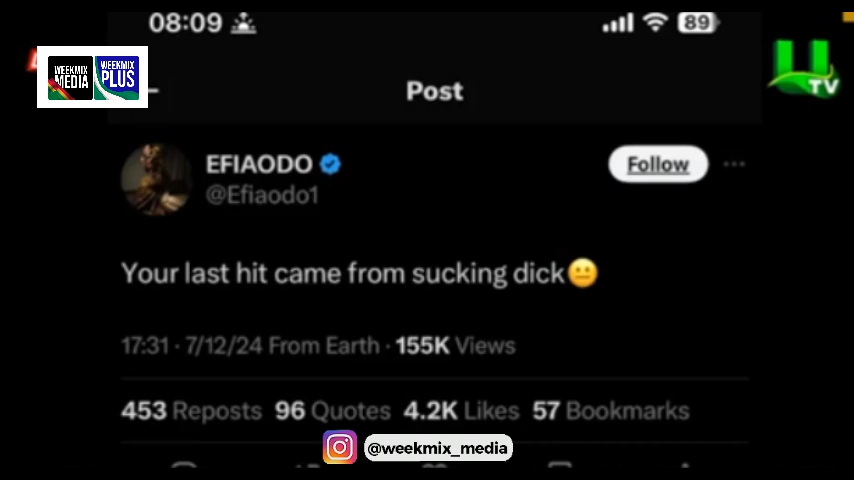 08:09
89
WEEKMIX
MEDIA
WEEKMIX
PLUS
Post
TV
EFIAODO
Follow
@Efiaodo1
Your last hit came from sucking dick😐
17:31 · 7/12/24 From Earth · 155K Views
453 Reposts 96 Quotes 4.2K Likes 57 Bookmarks
@weekmix_media